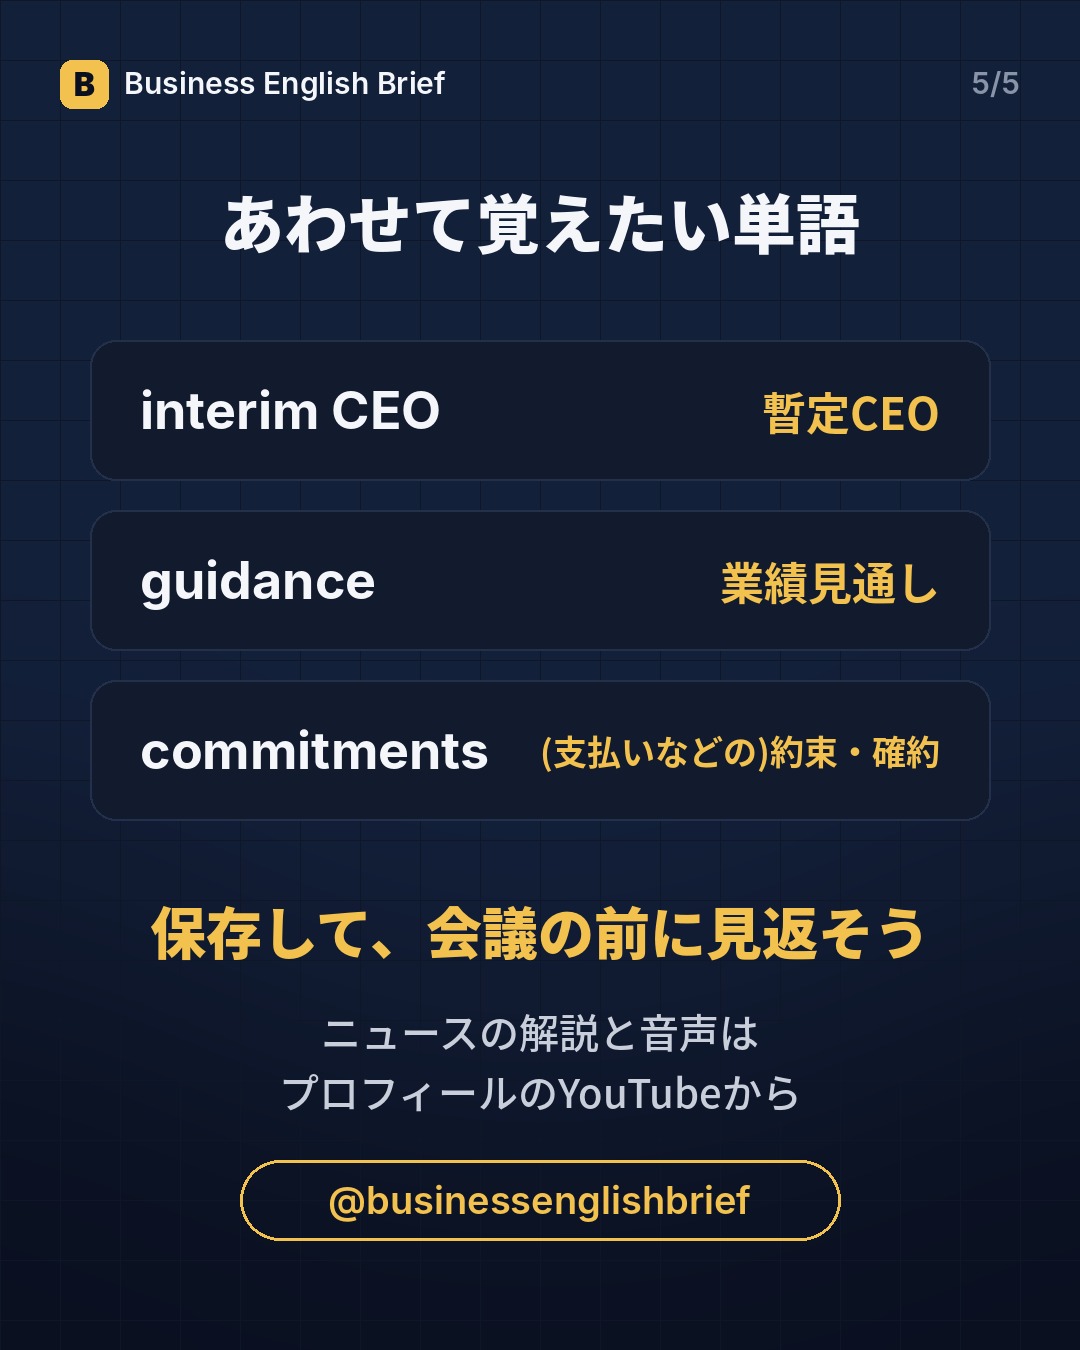 B Business English Brief 5/5
あわせて覚えたい単語
interim CEO 暫定CEO
guidance 業績見通し
commitments (支払いなどの)約束・確約
保存して、会議の前に見返そう
ニュースの解説と音声は
プロフィールのYouTubeから
@businessenglishbrief